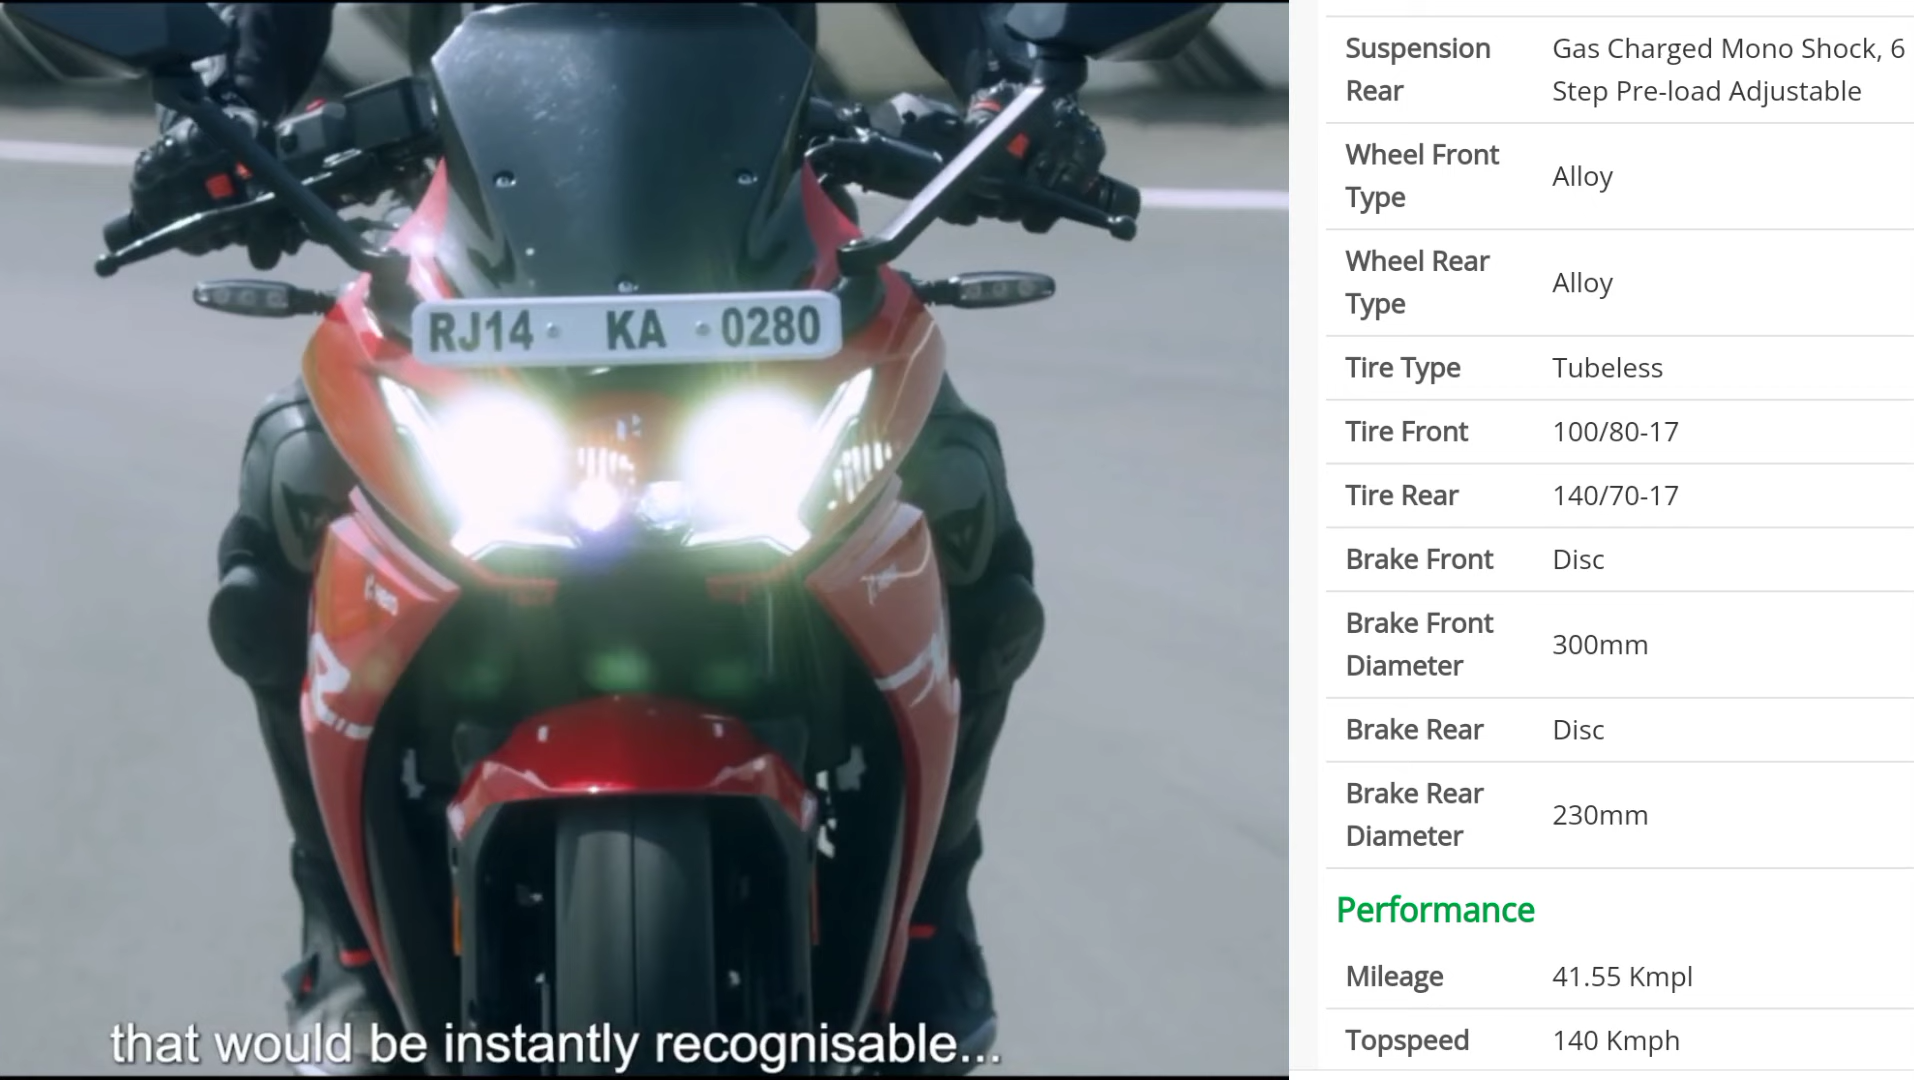 RJ14 KA 0280
Hero
that would be instantly recognisable...
Suspension Rear
Gas Charged Mono Shock, 6 Step Pre-load Adjustable
Wheel Front Type
Alloy
Wheel Rear Type
Alloy
Tire Type
Tubeless
Tire Front
100/80-17
Tire Rear
140/70-17
Brake Front
Disc
Brake Front Diameter
300mm
Brake Rear
Disc
Brake Rear Diameter
230mm
Performance
Mileage
41.55 Kmpl
Topspeed
140 Kmph